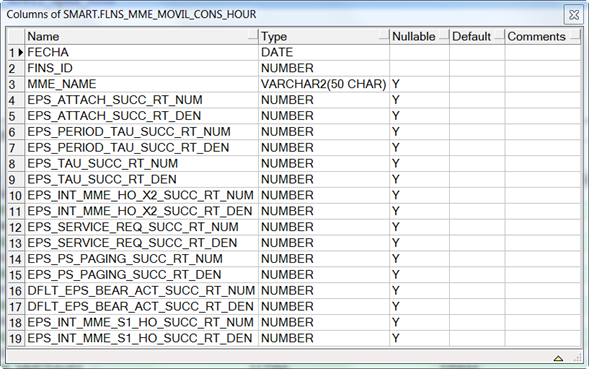 Columns of SMART.FLNS_MME_MOVIL_CONS_HOUR
Name Type Nullable Default Comments
1 FECHA DATE
2 FINS_ID NUMBER
3 MME_NAME VARCHAR2(50 CHAR) Y
4 EPS_ATTACH_SUCC_RT_NUM NUMBER Y
5 EPS_ATTACH_SUCC_RT_DEN NUMBER Y
6 EPS_PERIOD_TAU_SUCC_RT_NUM NUMBER Y
7 EPS_PERIOD_TAU_SUCC_RT_DEN NUMBER Y
8 EPS_TAU_SUCC_RT_NUM NUMBER Y
9 EPS_TAU_SUCC_RT_DEN NUMBER Y
10 EPS_INT_MME_HO_X2_SUCC_RT_NUM NUMBER Y
11 EPS_INT_MME_HO_X2_SUCC_RT_DEN NUMBER Y
12 EPS_SERVICE_REQ_SUCC_RT_NUM NUMBER Y
13 EPS_SERVICE_REQ_SUCC_RT_DEN NUMBER Y
14 EPS_PS_PAGING_SUCC_RT_NUM NUMBER Y
15 EPS_PS_PAGING_SUCC_RT_DEN NUMBER Y
16 DFLT_EPS_BEAR_ACT_SUCC_RT_NUM NUMBER Y
17 DFLT_EPS_BEAR_ACT_SUCC_RT_DEN NUMBER Y
18 EPS_INT_MME_S1_HO_SUCC_RT_NUM NUMBER Y
19 EPS_INT_MME_S1_HO_SUCC_RT_DEN NUMBER Y